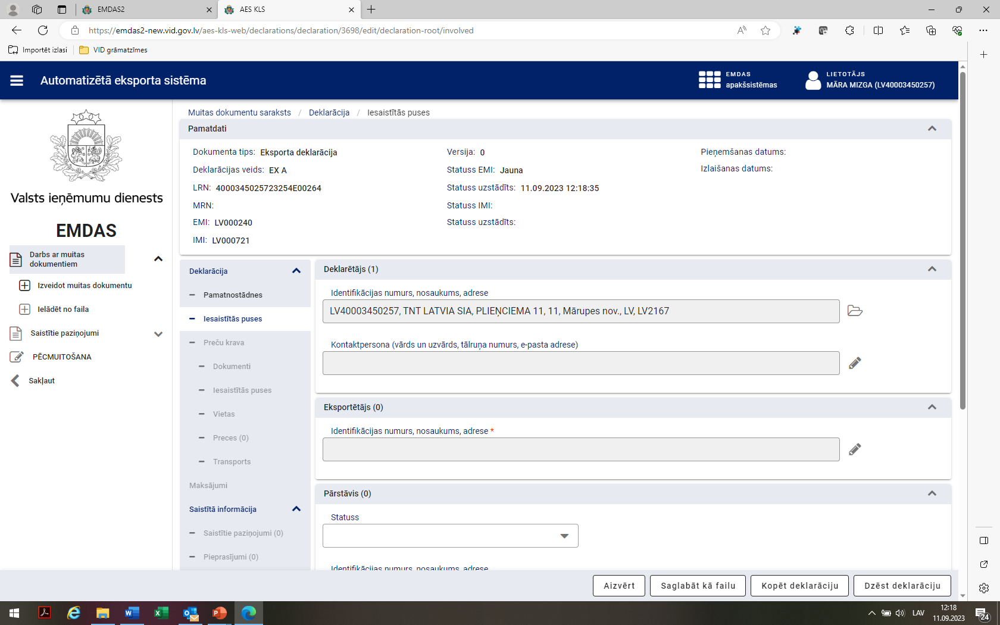 EMDAS2
AES KLS
https://emdas2-new.vid.gov.lv/aes-kls-web/declarations/declaration/3698/edit/declaration-root/involved
Importēt izlasi
VID grāmatzīmes
Automatizētā eksporta sistēma
EMDAS
apakšsistēmas
LIETOTĀJS
MĀRA MIZGA (LV40003450257)
Valsts ieņēmumu dienests
EMDAS
Darbs ar muitas
dokumentiem
Izveidot muitas dokumentu
Ielādēt no faila
Saistītie paziņojumi
PĒCMUITOŠANA
Sakļaut
Muitas dokumentu saraksts / Deklarācija / Iesaistītās puses
Pamatdati
Dokumenta tips: Eksporta deklarācija
Deklarācijas veids: EX A
LRN: 4000345025723254E00264
MRN:
EMI: LV000240
IMI: LV000721
Versija: 0
Statuss EMI: Jauna
Statuss uzstādīts: 11.09.2023 12:18:35
Statuss IMI:
Statuss uzstādīts:
Pieņemšanas datums:
Izlaišanas datums:
Deklarācija
Pamatnostādnes
Iesaistītās puses
Preču krava
Dokumenti
Iesaistītās puses
Vietas
Preces (0)
Transports
Maksājumi
Saistītā informācija
Saistītie paziņojumi (0)
Pieprasījumi (0)
Deklarētājs (1)
Identifikācijas numurs, nosaukums, adrese
LV40003450257, TNT LATVIA SIA, PLIEŅCIEMA 11, 11, Mārupes nov., LV, LV2167
Kontaktpersona (vārds un uzvārds, tālruņa numurs, e-pasta adrese)
Eksportētājs (0)
Identifikācijas numurs, nosaukums, adrese *
Pārstāvis (0)
Statuss
Identifikācijas numurs, nosaukums, adrese
Aizvērt
Saglabāt kā failu
Kopēt deklarāciju
Dzēst deklarāciju
LAV
12:18
11.09.2023
24